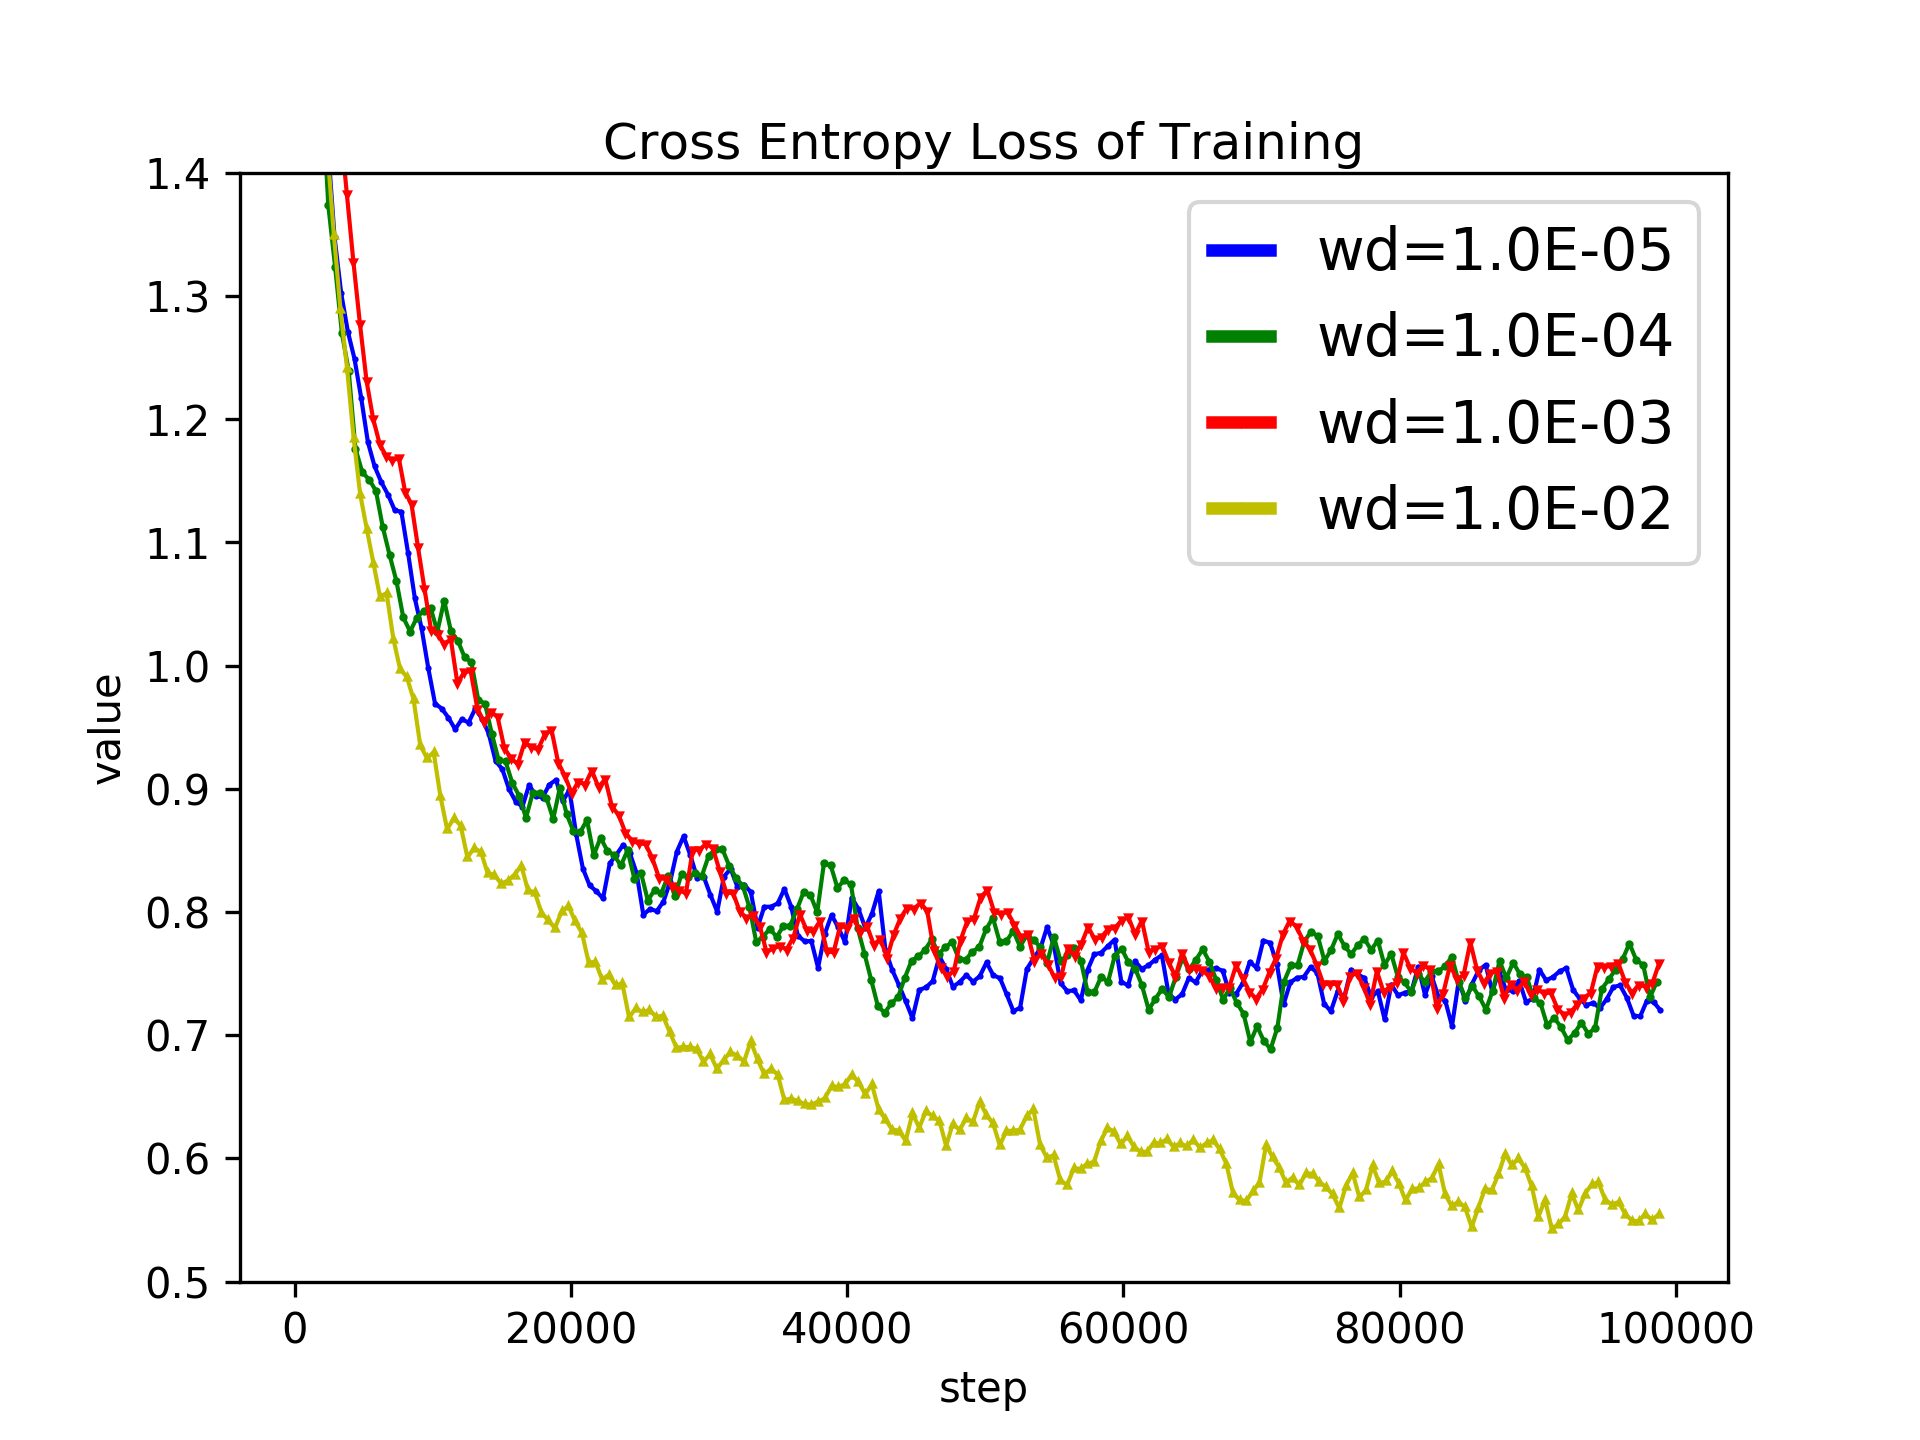 Cross Entropy Loss of Training
1.4
1.3
1.2
1.1
1.0
0.9
0.8
0.7
0.6
0.5
value
wd=1.0E-05
wd=1.0E-04
wd=1.0E-03
wd=1.0E-02
0 20000 40000 60000 80000 100000
step